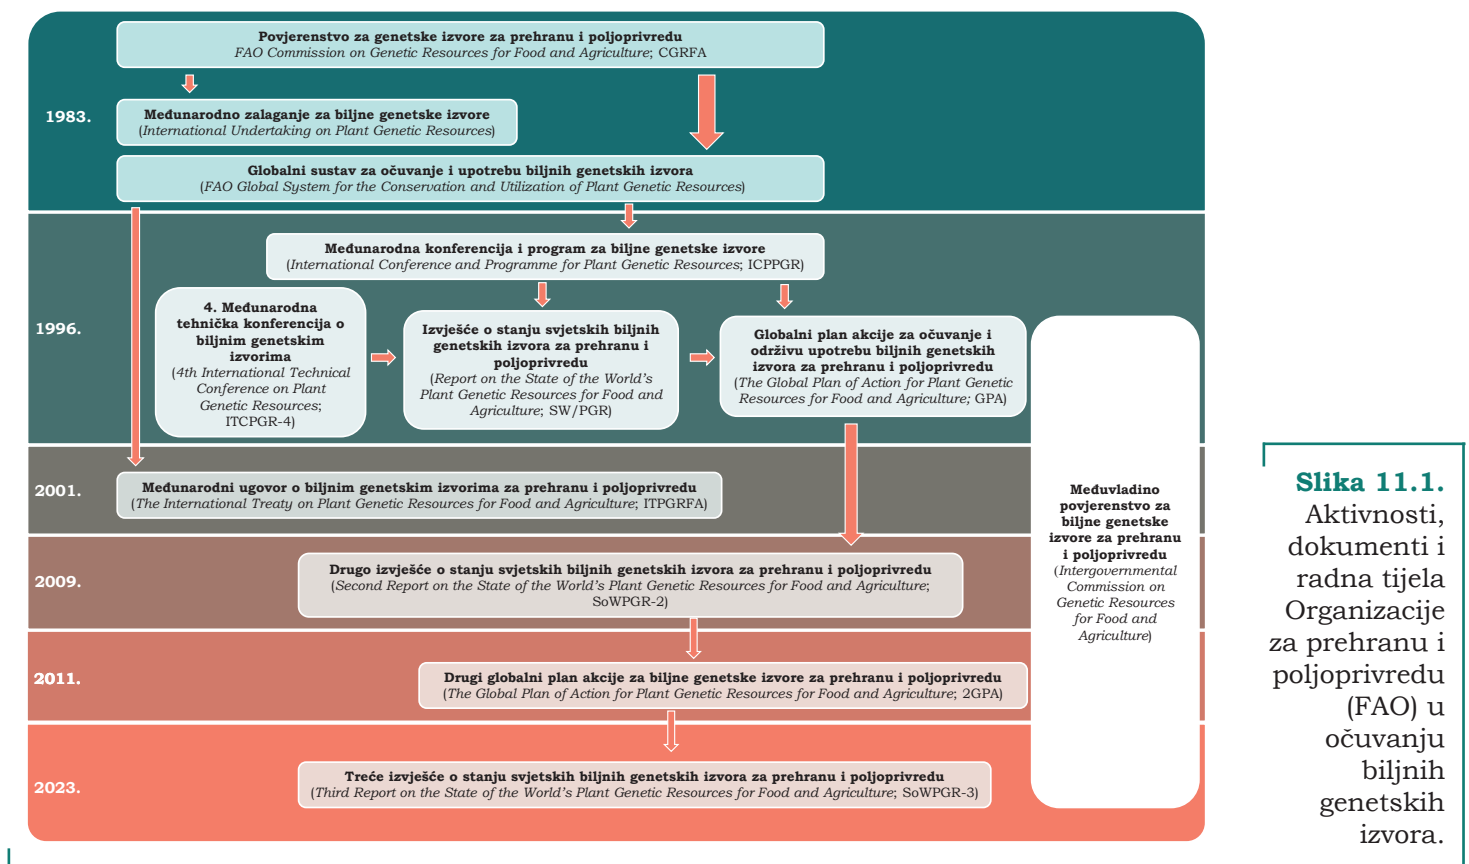 Povjerenstvo za genetske izvore za prehranu i poljoprivredu
FAO Commission on Genetic Resources for Food and Agriculture; CGRFA
1983.
Međunarodno zalaganje za biljne genetske izvore
(International Undertaking on Plant Genetic Resources)
Globalni sustav za očuvanje i upotrebu biljnih genetskih izvora
(FAO Global System for the Conservation and Utilization of Plant Genetic Resources)
Međunarodna konferencija i program za biljne genetske izvore
(International Conference and Programme for Plant Genetic Resources; ICPPGR)
1996.
4. Međunarodna
tehnička konferencija o
biljnim genetskim
izvorima
(4th International Technical
Conference on Plant
Genetic Resources;
ITCPGR-4)
Izvješće o stanju svjetskih biljnih
genetskih izvora za prehranu i
poljoprivredu
(Report on the State of the World’s
Plant Genetic Resources for Food and
Agriculture; SW/PGR)
Globalni plan akcije za očuvanje i
održivu upotrebu biljnih genetskih
izvora za prehranu i poljoprivredu
(The Global Plan of Action for Plant Genetic
Resources for Food and Agriculture; GPA)
2001.
Međunarodni ugovor o biljnim genetskim izvorima za prehranu i poljoprivredu
(The International Treaty on Plant Genetic Resources for Food and Agriculture; ITPGRFA)
Međuvladino
povjerenstvo za
biljne genetske
izvore za prehranu
i poljoprivredu
(Intergovernmental
Commission on
Genetic Resources
for Food and
Agriculture)
2009.
Drugo izvješće o stanju svjetskih biljnih genetskih izvora za prehranu i poljoprivredu
(Second Report on the State of the World’s Plant Genetic Resources for Food and Agriculture;
SoWPGR-2)
2011.
Drugi globalni plan akcije za biljne genetske izvore za prehranu i poljoprivredu
(The Global Plan of Action for Plant Genetic Resources for Food and Agriculture; 2GPA)
2023.
Treće izvješće o stanju svjetskih biljnih genetskih izvora za prehranu i poljoprivredu
(Third Report on the State of the World’s Plant Genetic Resources for Food and Agriculture; SoWPGR-3)
Slika 11.1.
Aktivnosti,
dokumenti i
radna tijela
Organizacije
za prehranu i
poljoprivredu
(FAO) u
očuvanju
biljnih
genetskih
izvora.